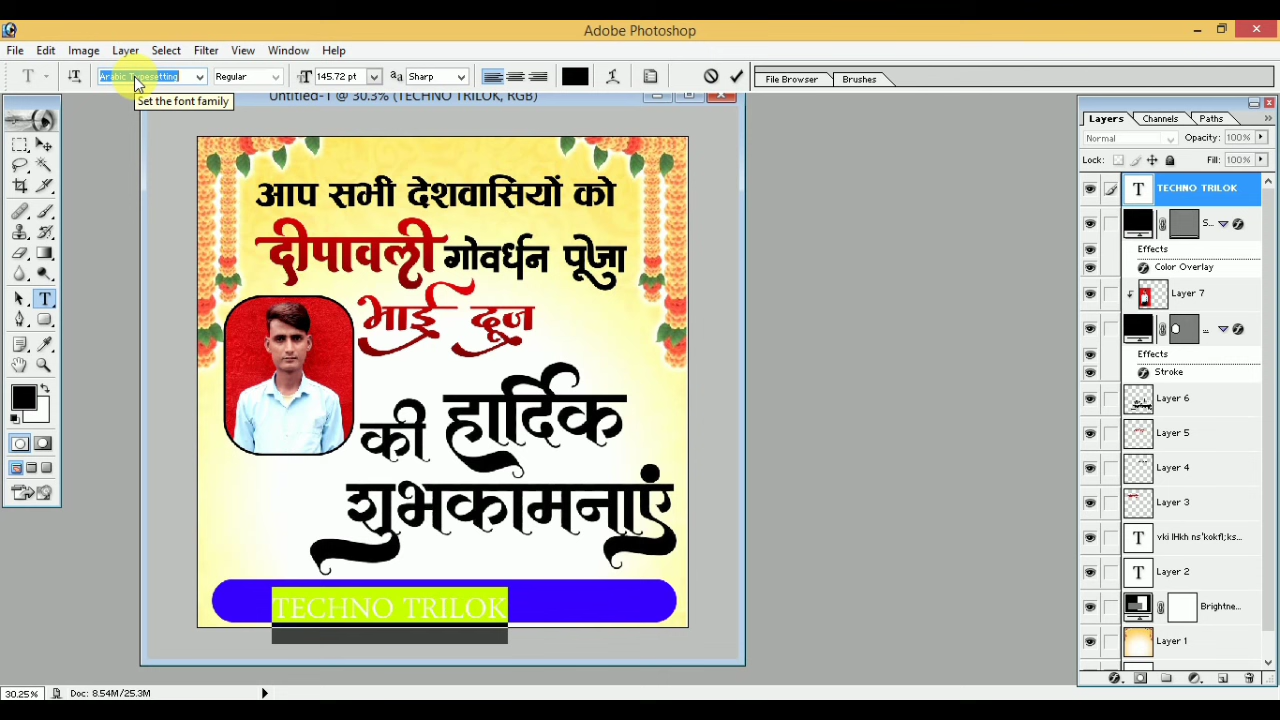 Adobe Photoshop
File Edit Image Layer Select Filter View Window Help
Arabic Typesetting Regular 145.72 pt aa Sharp File Browser Brushes
Set the font family
Untitled-1 @ 30.3% (TECHNO TRILOK, RGB)
आप सभी देशवासियों को
दीपावली गोवर्धन पूजा
भाई दूज
की हार्दिक
शुभकामनाएं
TECHNO TRILOK
Layers Channels Paths
Normal Opacity: 100%
Lock: Fill: 100%
T TECHNO TRILOK
S...
Effects
Color Overlay
Layer 7
...
Effects
Stroke
Layer 6
Layer 5
Layer 4
Layer 3
T vki lHkh ns'kokfl;ks...
T Layer 2
Brightne...
Layer 1
30.25% Doc: 8.54M/25.3M